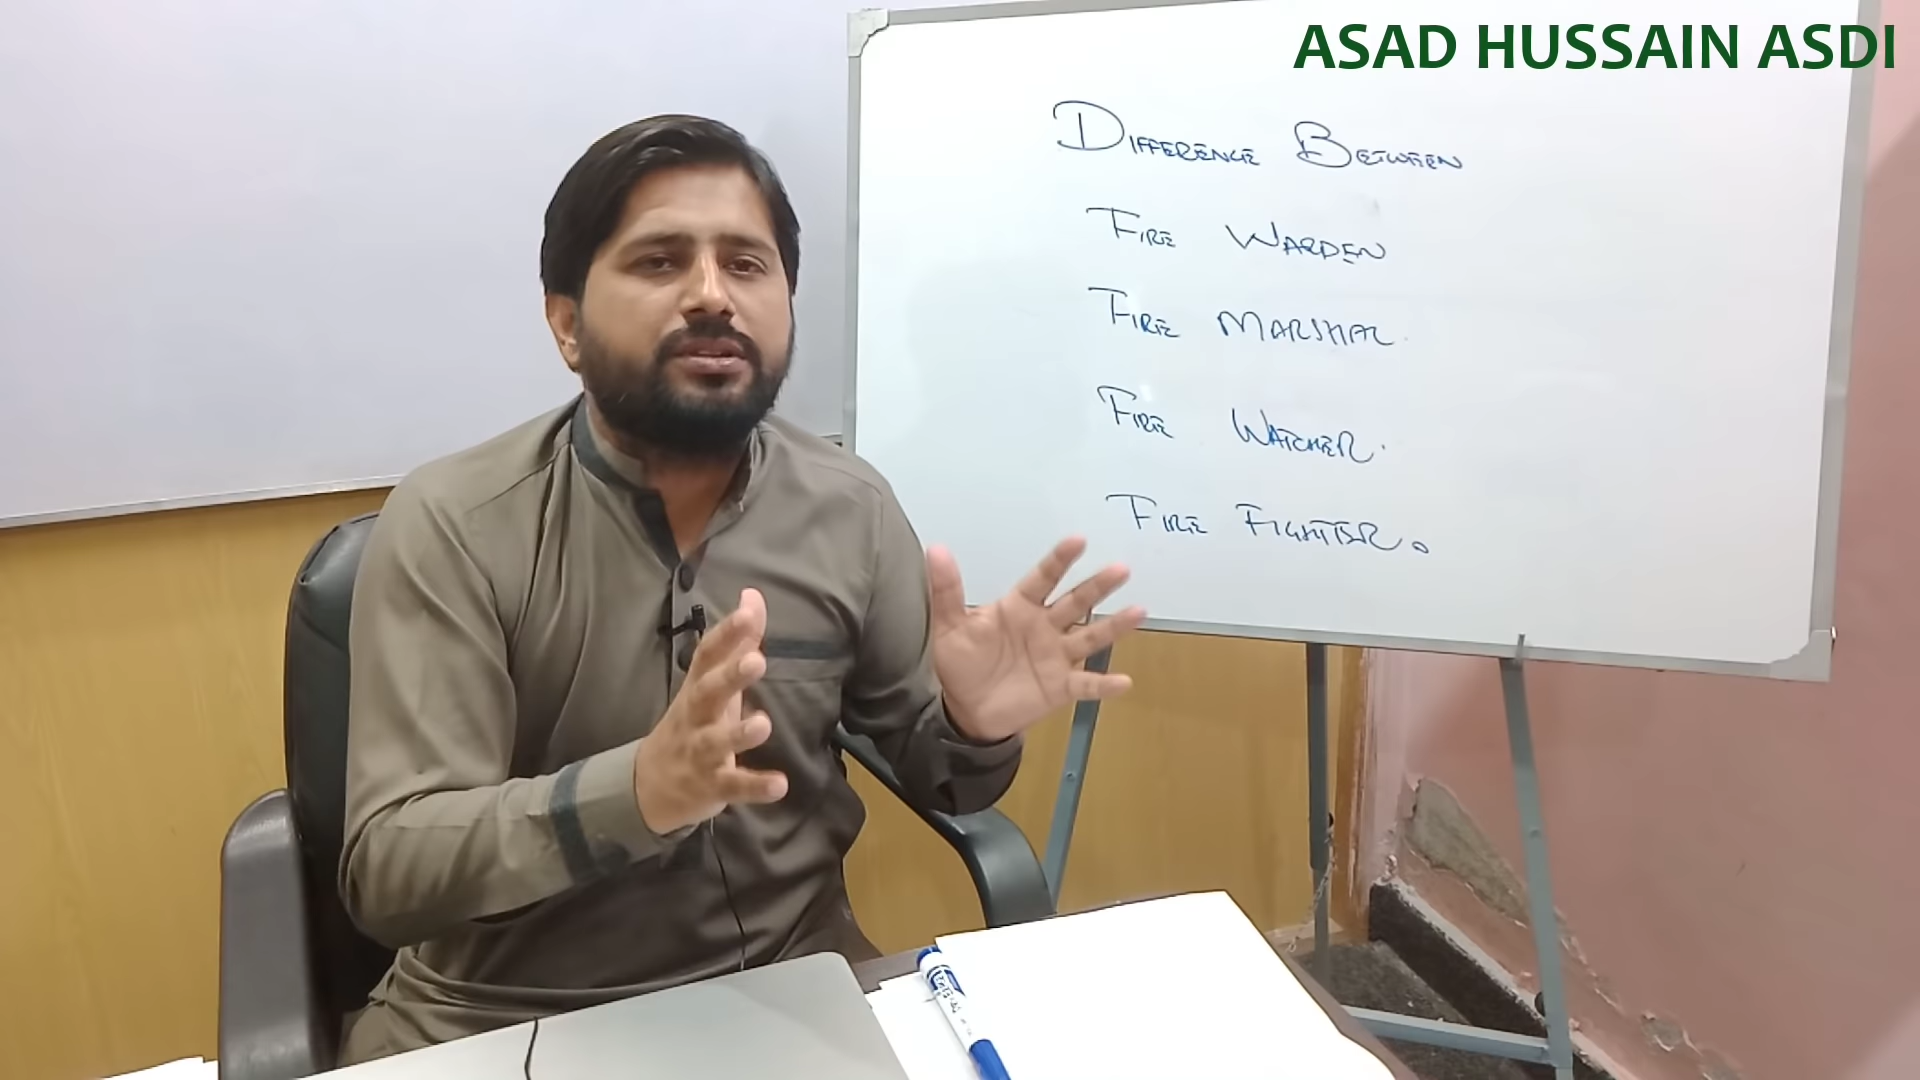 ASAD HUSSAIN ASDI
DIFFERENCE BETWEEN
FIRE WARDEN
FIRE MARSHAL.
FIRE WATCHER.
FIRE FIGHTER.